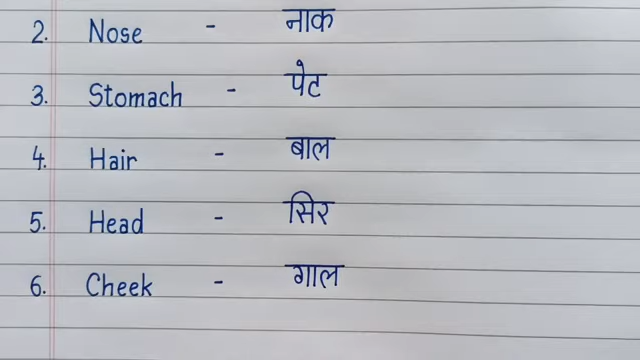 2. Nose - नाक
3. Stomach - पेट
4. Hair - बाल
5. Head - सिर
6. Cheek - गाल